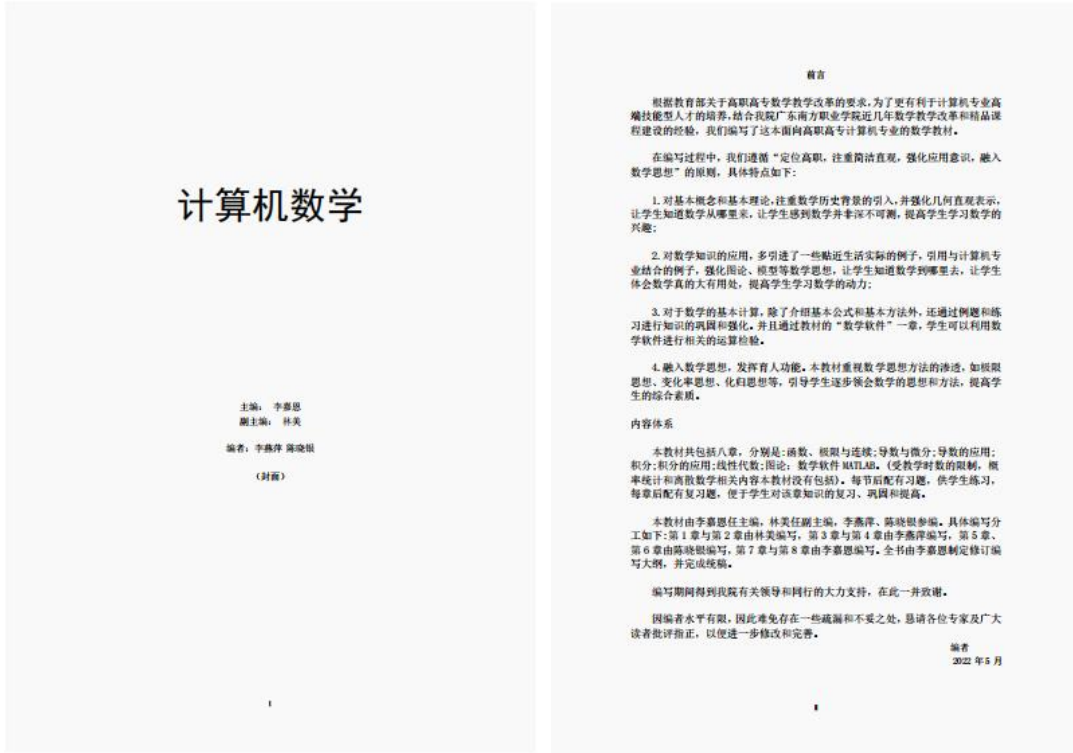 计算机数学
主编： 李嘉恩
副主编： 林美
编者：李燕萍 陈晓银
（封面）
I
前言
根据教育部关于高职高专数学教学改革的要求,为了更有利于计算机专业高
端技能型人才的培养,结合我院广东南方职业学院近几年数学教学改革和精品课
程建设的经验，我们编写了这本面向高职高专计算机专业的数学教材。
在编写过程中，我们遵循“定位高职，注重简洁直观，强化应用意识，融入
数学思想”的原则，具体特点如下:
1.对基本概念和基本理论,注重数学历史背景的引入,并强化几何直观表示，
让学生知道数学从哪里来，让学生感到数学并非深不可测,提高学生学习数学的
兴趣;
2.对数学知识的应用，多引进了一些贴近生活实际的例子，引用与计算机专
业结合的例子，强化图论、模型等数学思想，让学生知道数学到哪里去，让学生
体会数学真的大有用处，提高学生学习数学的动力;
3.对于数学的基本计算,除了介绍基本公式和基本方法外,还通过例题和练
习进行知识的巩固和强化。并且通过教材的“数学软件”一章，学生可以利用数
学软件进行相关的运算检验。
4.融入数学思想，发挥育人功能。本教材重视数学思想方法的渗透，如极限
思想、变化率思想、化归思想等，引导学生逐步领会数学的思想和方法，提高学
生的综合素质。
内容体系
本教材共包括八章，分别是:函数、极限与连续;导数与微分;导数的应用;
积分;积分的应用;线性代数;图论；数学软件 MATLAB。(受教学时数的限制，概
率统计和离散数学相关内容本教材没有包括)。每节后配有习题，供学生练习，
每章后配有复习题，便于学生对该章知识的复习、巩固和提高。
本教材由李嘉恩任主编，林美任副主编，李燕萍、陈晓银参编。具体编写分
工如下:第 1 章与第 2 章由林美编写，第 3 章与第 4 章由李燕萍编写，第 5 章、
第 6 章由陈晓银编写，第 7 章与第 8 章由李嘉恩编写。全书由李嘉恩制定修订编
写大纲，并完成统稿。
编写期间得到我院有关领导和同行的大力支持，在此一并致谢。
因编者水平有限,因此难免存在一些疏漏和不妥之处,恳请各位专家及广大
读者批评指正，以便进一步修改和完善。
编者
2022 年 5 月
II